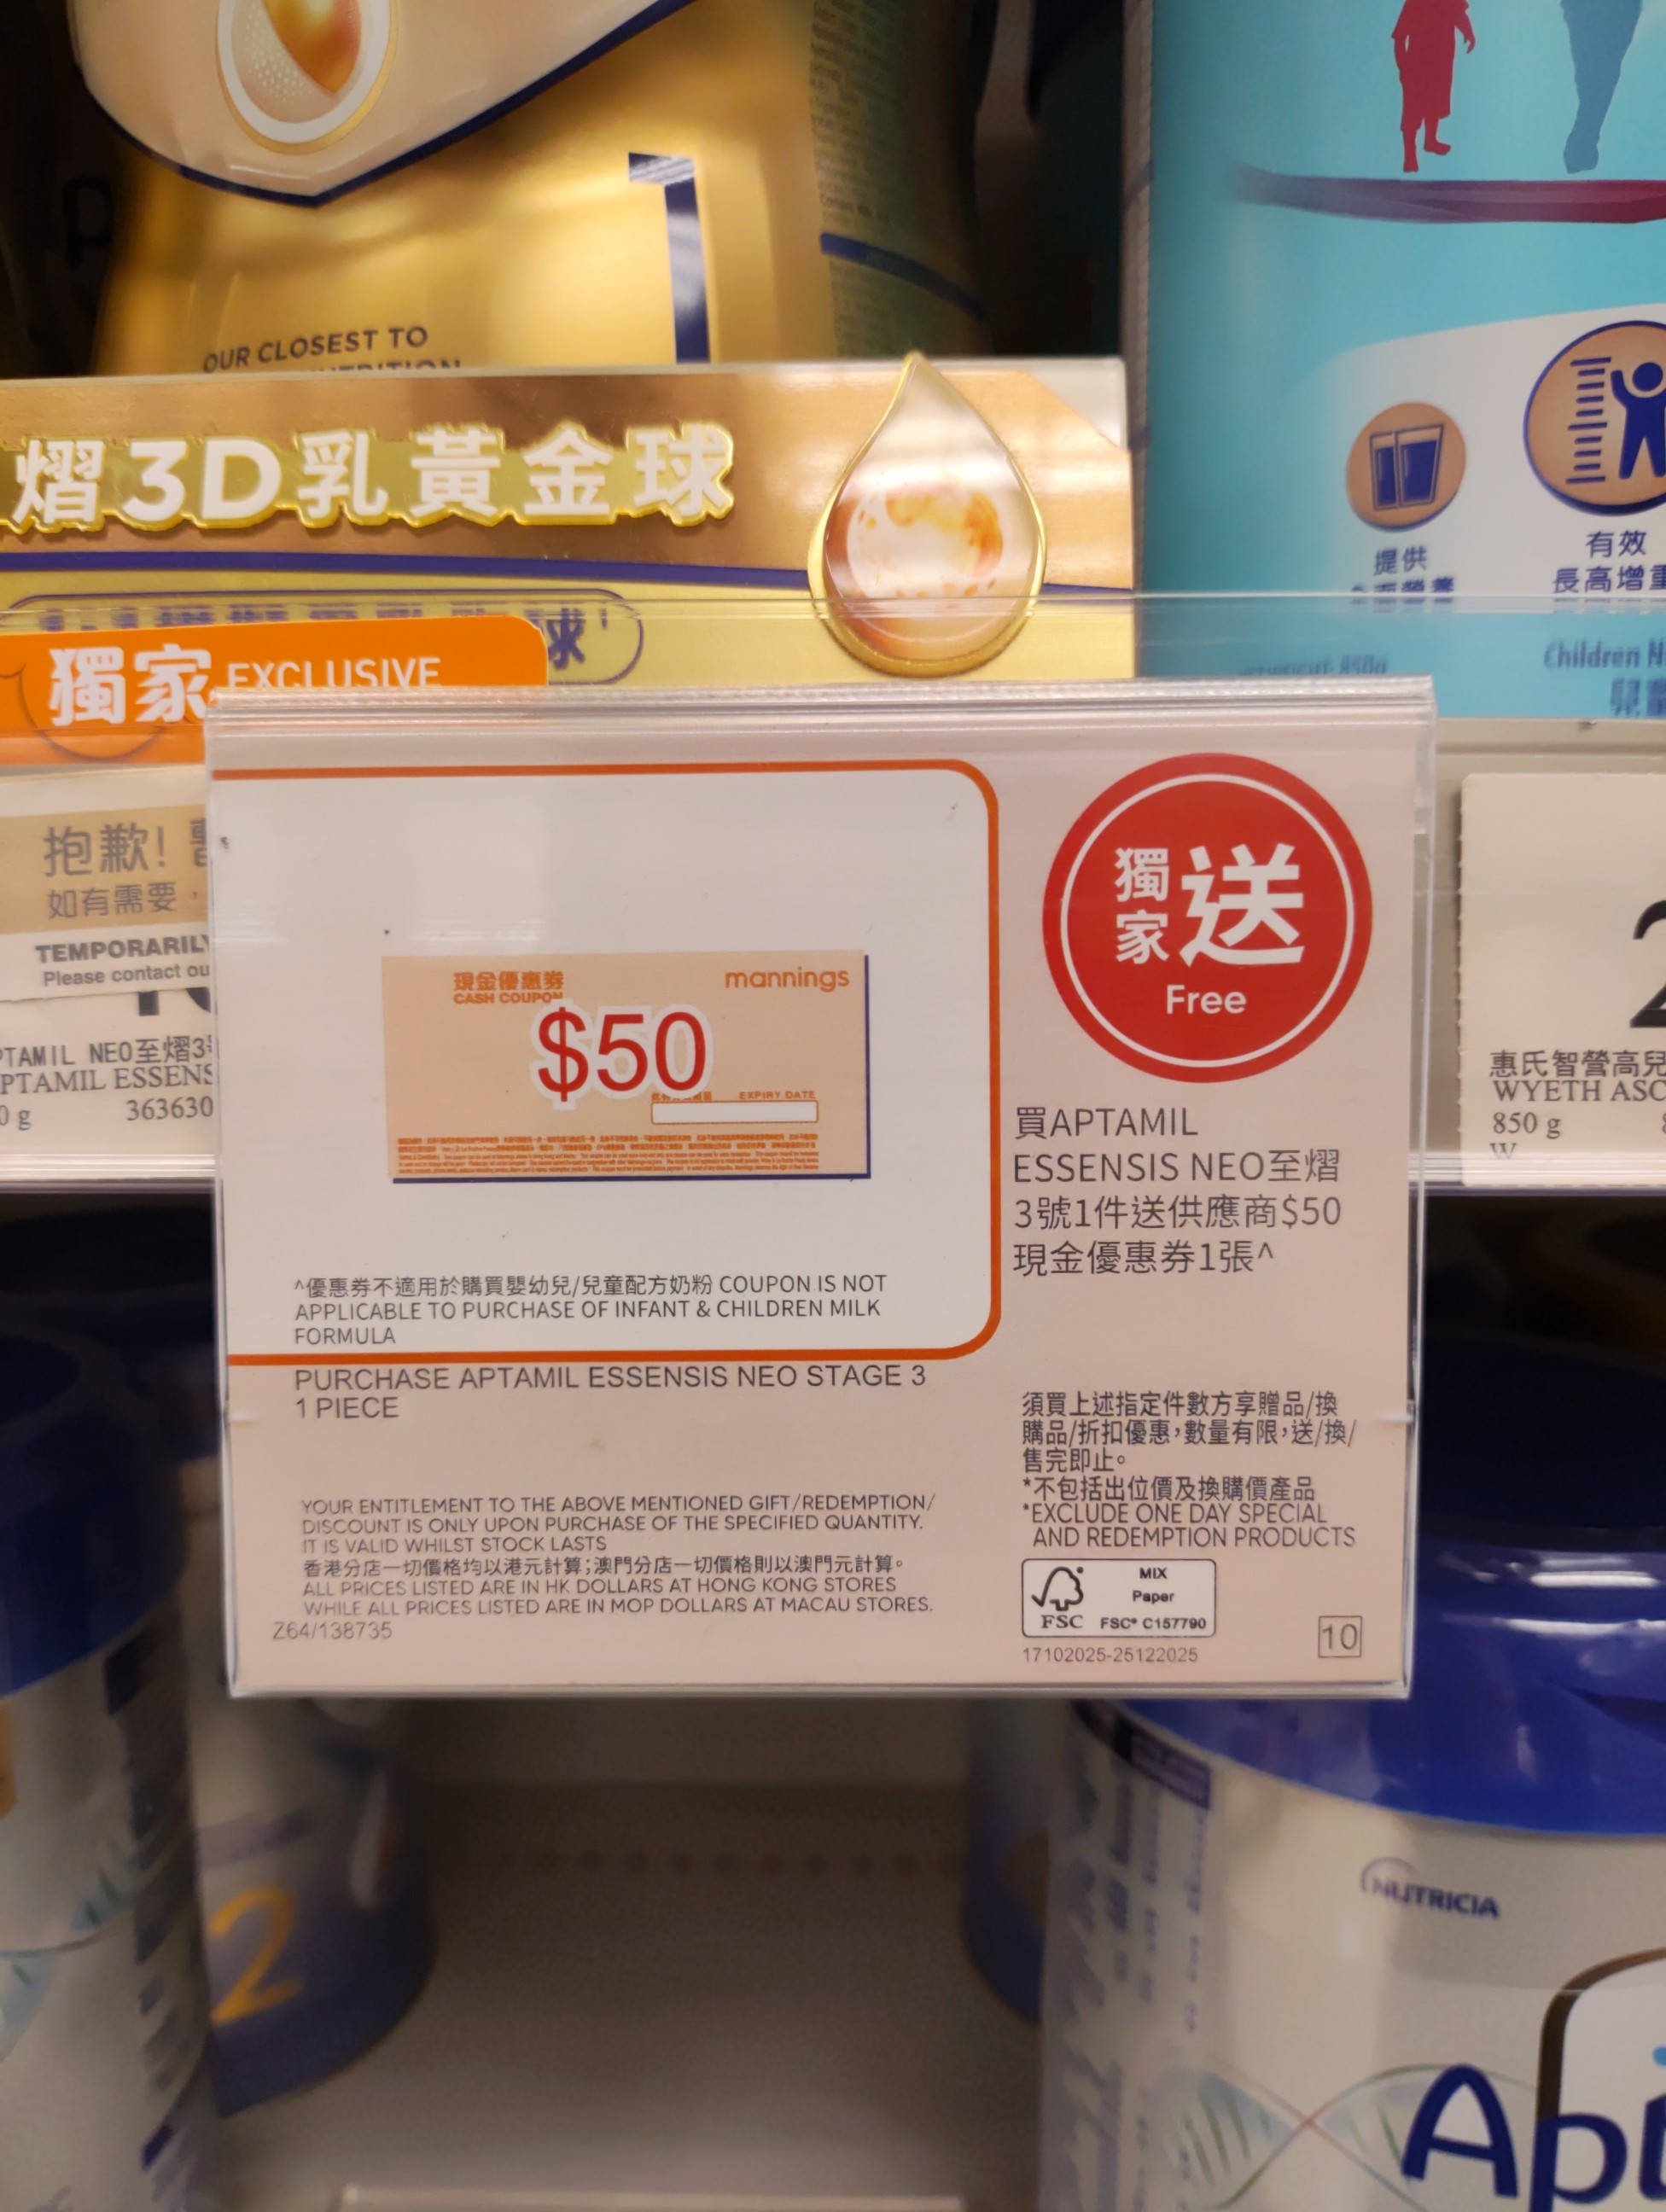 1
OUR CLOSEST TO
熠3D乳黃金球
球
獨家 EXCLUSIVE
提供
有效
長高增重
Children
抱歉!
如有需要,
TEMPORARILY
Please contact ou
NEO至熠3
ESSENS
363630
惠氏智營高兒
WYETH ASC
850 g
W
現金優惠券
CASH COUPON
mannings
$50
EXPIRY DATE
獨家送
Free
買APTAMIL
ESSENSIS NEO至熠
3號1件送供應商$50
現金優惠券1張^
^優惠券不適用於購買嬰幼兒/兒童配方奶粉 COUPON IS NOT
APPLICABLE TO PURCHASE OF INFANT & CHILDREN MILK
FORMULA
PURCHASE APTAMIL ESSENSIS NEO STAGE 3
1 PIECE
須買上述指定件數方享贈品/換
購品/折扣優惠,數量有限,送/換/
售完即止。
*不包括出位價及換購價產品
*EXCLUDE ONE DAY SPECIAL
AND REDEMPTION PRODUCTS
YOUR ENTITLEMENT TO THE ABOVE MENTIONED GIFT/REDEMPTION/
DISCOUNT IS ONLY UPON PURCHASE OF THE SPECIFIED QUANTITY.
IT IS VALID WHILST STOCK LASTS
香港分店一切價格均以港元計算;澳門分店一切價格則以澳門元計算。
ALL PRICES LISTED ARE IN HK DOLLARS AT HONG KONG STORES
WHILE ALL PRICES LISTED ARE IN MOP DOLLARS AT MACAU STORES.
Z64/138735
FSC
MIX
Paper
FSC® C157790
17102025-25122025
10
2
NUTRICIA
Apt